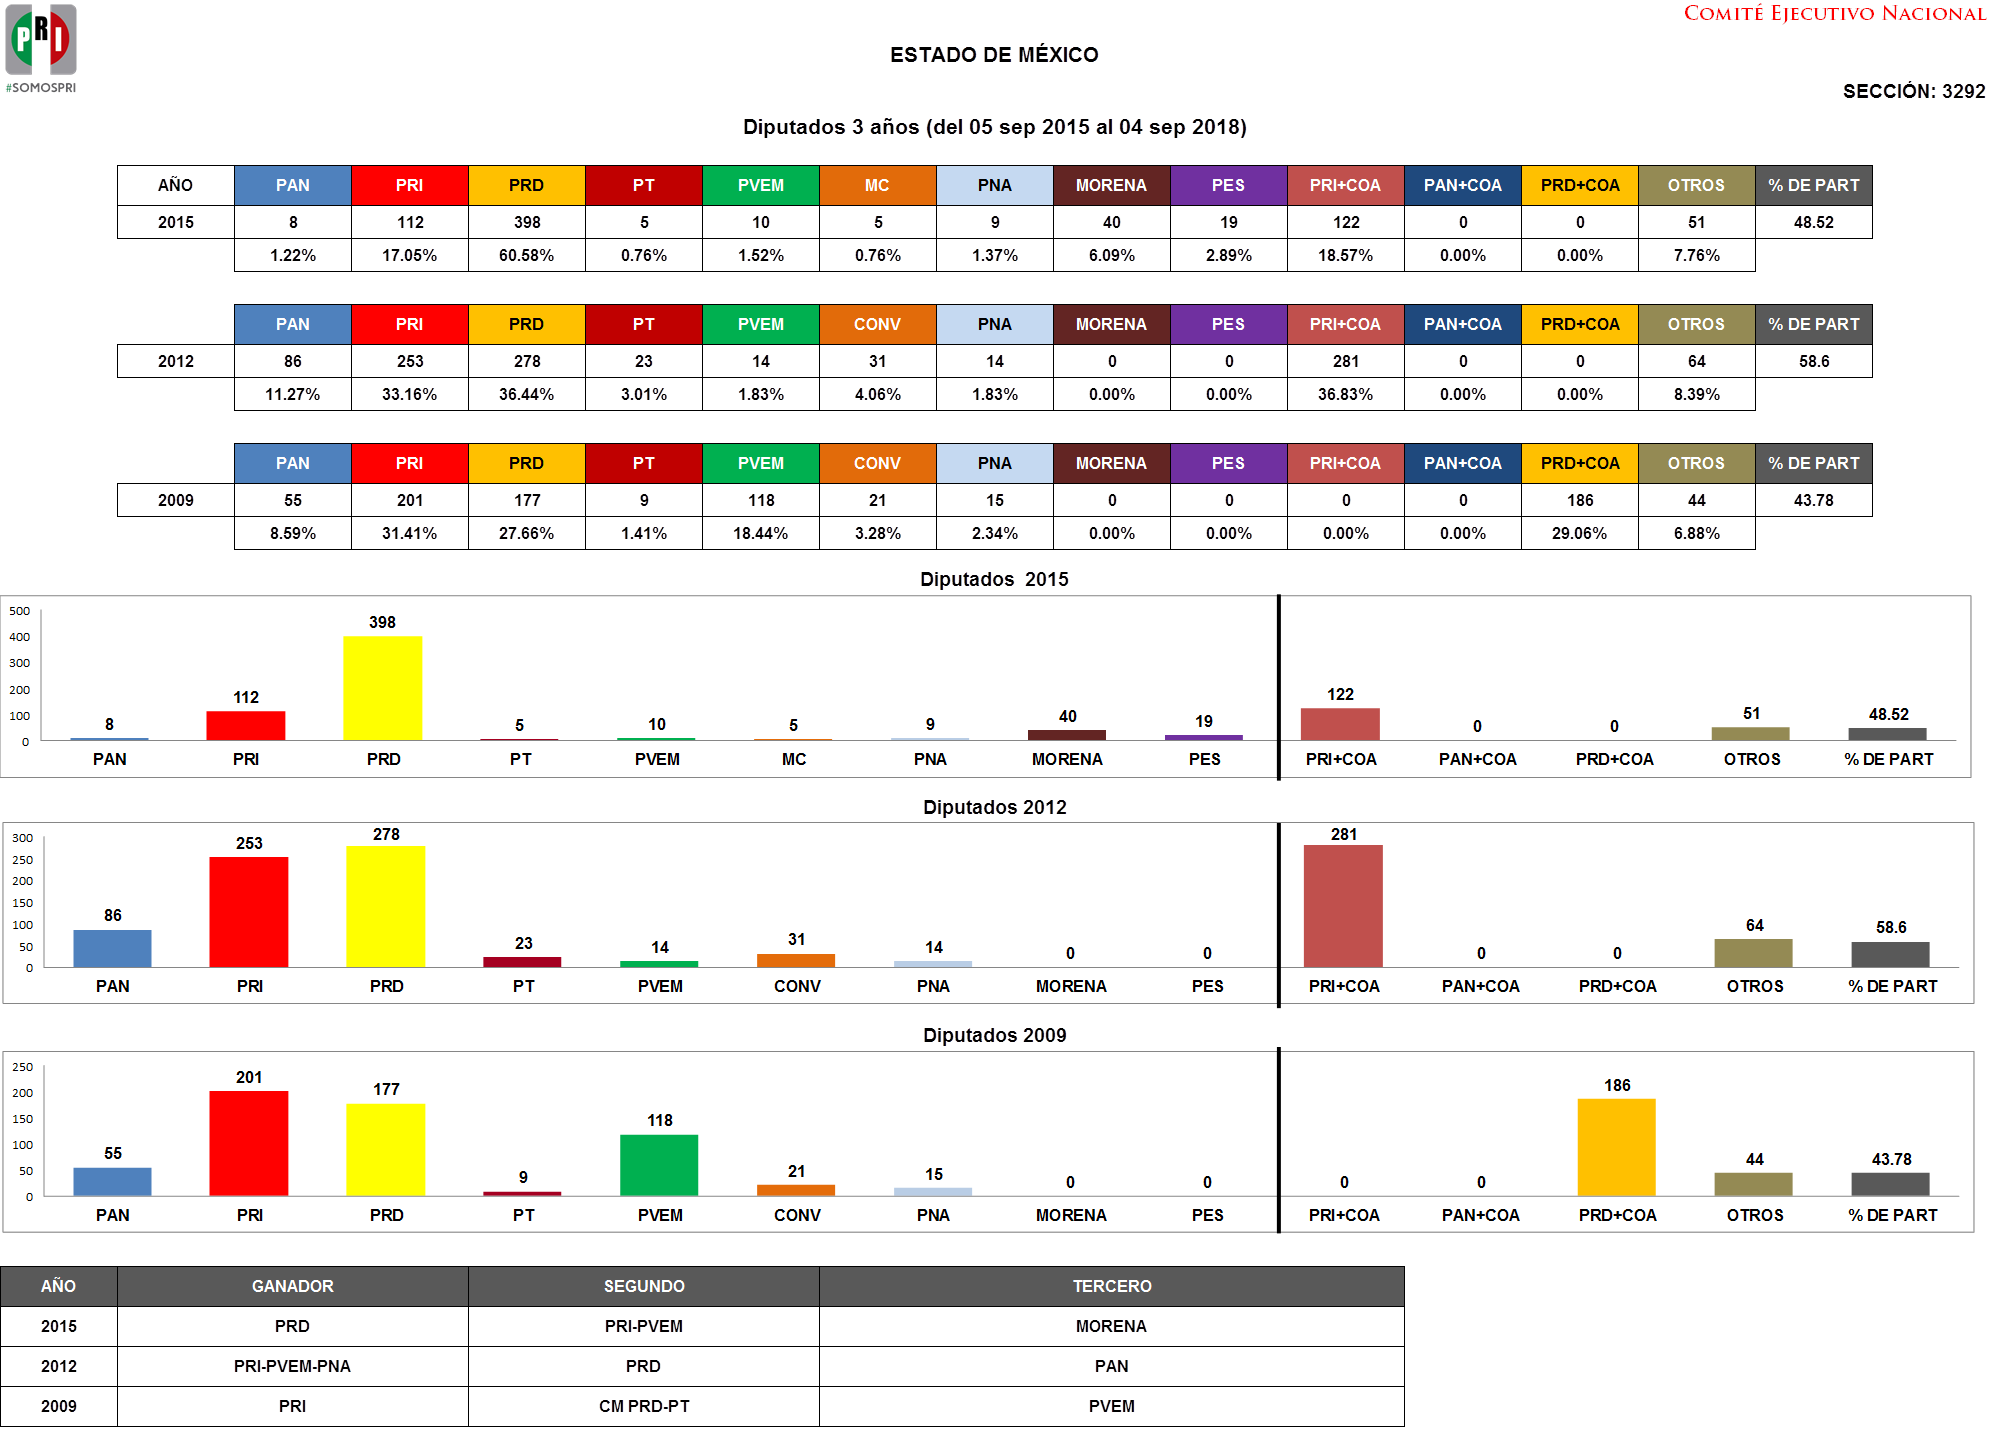 PRI
#SOMOSPRI
COMITÉ EJECUTIVO NACIONAL
ESTADO DE MÉXICO
SECCIÓN: 3292
Diputados 3 años (del 05 sep 2015 al 04 sep 2018)
AÑO PAN PRI PRD PT PVEM MC PNA MORENA PES PRI+COA PAN+COA PRD+COA OTROS % DE PART
2015 8 112 398 5 10 5 9 40 19 122 0 0 51 48.52
1.22% 17.05% 60.58% 0.76% 1.52% 0.76% 1.37% 6.09% 2.89% 18.57% 0.00% 0.00% 7.76%
PAN PRI PRD PT PVEM CONV PNA MORENA PES PRI+COA PAN+COA PRD+COA OTROS % DE PART
2012 86 253 278 23 14 31 14 0 0 281 0 0 64 58.6
11.27% 33.16% 36.44% 3.01% 1.83% 4.06% 1.83% 0.00% 0.00% 36.83% 0.00% 0.00% 8.39%
PAN PRI PRD PT PVEM CONV PNA MORENA PES PRI+COA PAN+COA PRD+COA OTROS % DE PART
2009 55 201 177 9 118 21 15 0 0 0 0 186 44 43.78
8.59% 31.41% 27.66% 1.41% 18.44% 3.28% 2.34% 0.00% 0.00% 0.00% 0.00% 29.06% 6.88%
Diputados 2015
500
400
300
200
100
0
8 112 398 5 10 5 9 40 19 122 0 0 51 48.52
PAN PRI PRD PT PVEM MC PNA MORENA PES PRI+COA PAN+COA PRD+COA OTROS % DE PART
Diputados 2012
300
250
200
150
100
50
0
86 253 278 23 14 31 14 0 0 281 0 0 64 58.6
PAN PRI PRD PT PVEM CONV PNA MORENA PES PRI+COA PAN+COA PRD+COA OTROS % DE PART
Diputados 2009
250
200
150
100
50
0
55 201 177 9 118 21 15 0 0 0 0 186 44 43.78
PAN PRI PRD PT PVEM CONV PNA MORENA PES PRI+COA PAN+COA PRD+COA OTROS % DE PART
AÑO GANADOR SEGUNDO TERCERO
2015 PRD PRI-PVEM MORENA
2012 PRI-PVEM-PNA PRD PAN
2009 PRI CM PRD-PT PVEM